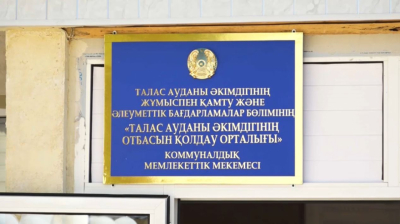 ТАЛАС АУДАНЫ ӘКІМДІГІНІҢ
ЖҰМЫСПЕН ҚАМТУ ЖӘНЕ
ӘЛЕУМЕТТІК БАҒДАРЛАМАЛАР БӨЛІМІНІҢ
«ТАЛАС АУДАНЫ ӘКІМДІГІНІҢ
ОТБАСЫН ҚОЛДАУ ОРТАЛЫҒЫ»
КОММУНАЛДЫҚ
МЕМЛЕКЕТТІК МЕКЕМЕСІ